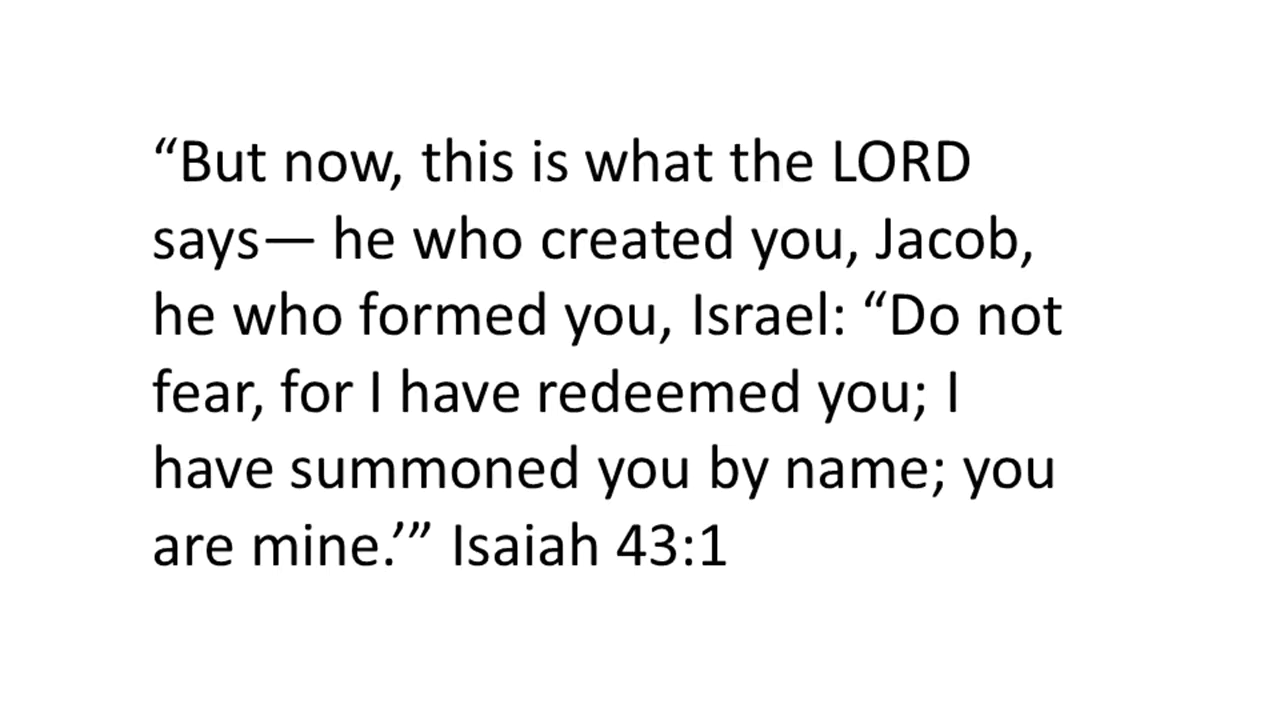 “But now, this is what the LORD
says— he who created you, Jacob,
he who formed you, Israel: “Do not
fear, for I have redeemed you; I
have summoned you by name; you
are mine.’” Isaiah 43:1